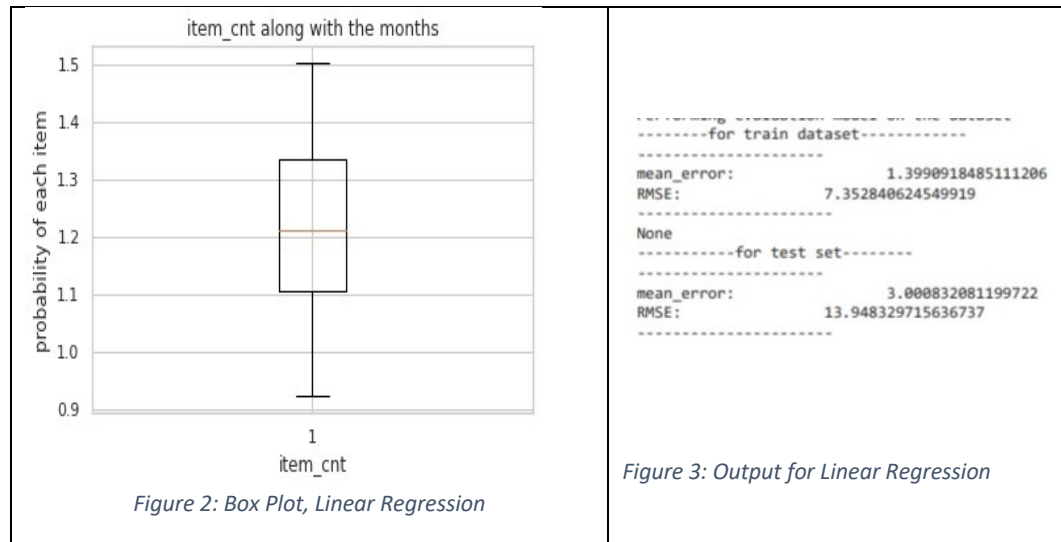 item_cnt along with the months
probability of each item
1.5
1.4
1.3
1.2
1.1
1.0
0.9
1
item_cnt
Figure 2: Box Plot, Linear Regression
--------for train dataset------------
----------------------
mean_error: 1.3990918485111206
RMSE: 7.352840624549919
-----------------------
None
-----------for test set--------
----------------------
mean_error: 3.000832081199722
RMSE: 13.948329715636737
-----------------------
Figure 3: Output for Linear Regression